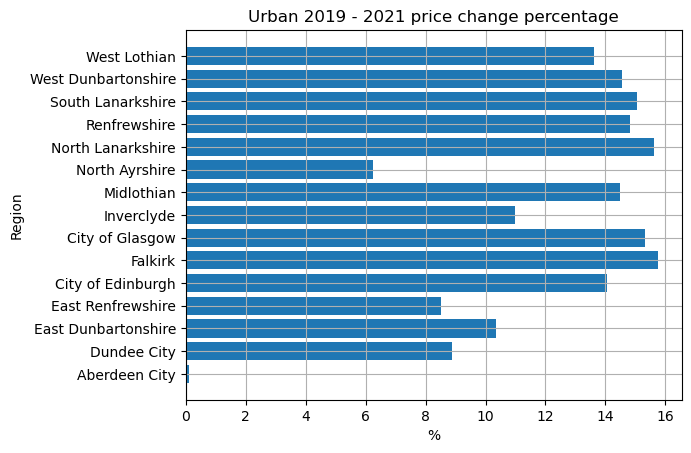 Urban 2019 - 2021 price change percentage
West Lothian
West Dunbartonshire
South Lanarkshire
Renfrewshire
North Lanarkshire
North Ayrshire
Midlothian
Inverclyde
City of Glasgow
Falkirk
City of Edinburgh
East Renfrewshire
East Dunbartonshire
Dundee City
Aberdeen City
Region
0 2 4 6 8 10 12 14 16
%